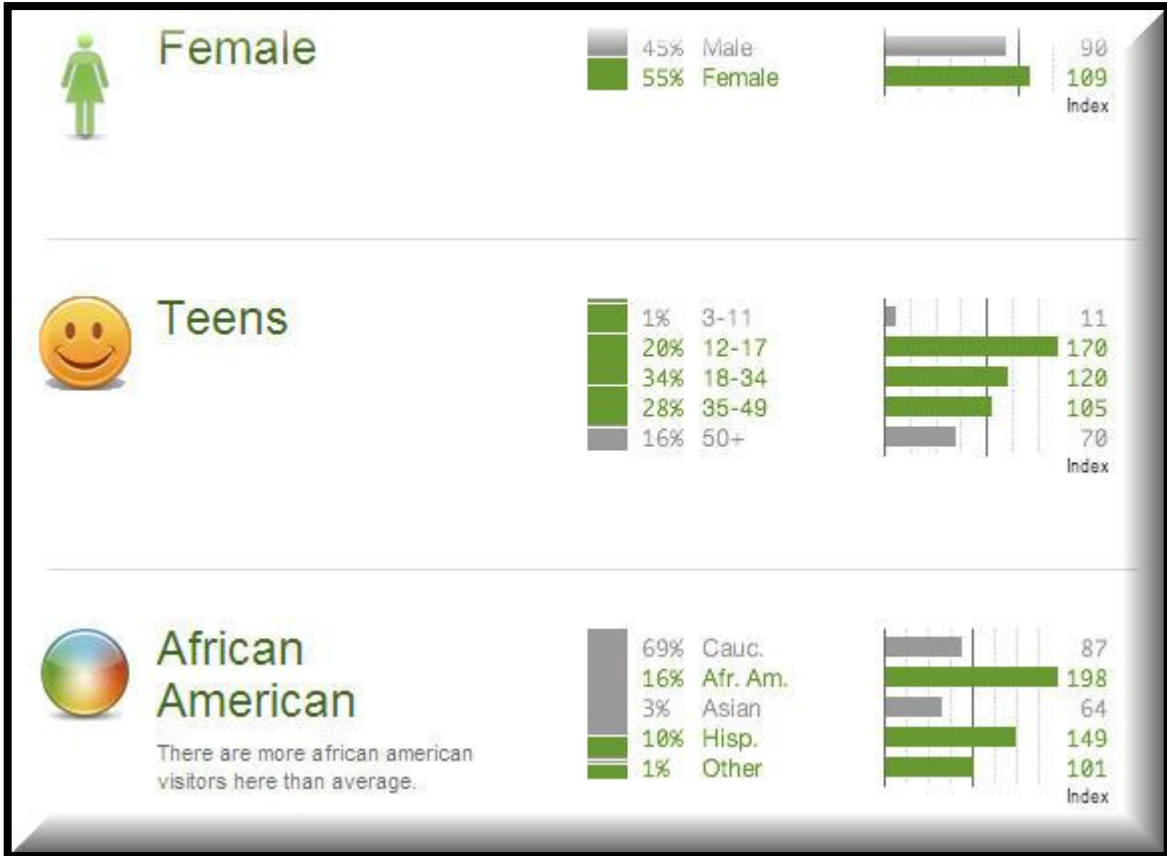 Female
45% Male 90
55% Female 109
Index
Teens
1% 3-11 11
20% 12-17 170
34% 18-34 120
28% 35-49 105
16% 50+ 70
Index
African
American
There are more african american
visitors here than average.
69% Cauc. 87
16% Afr. Am. 198
3% Asian 64
10% Hisp. 149
1% Other 101
Index